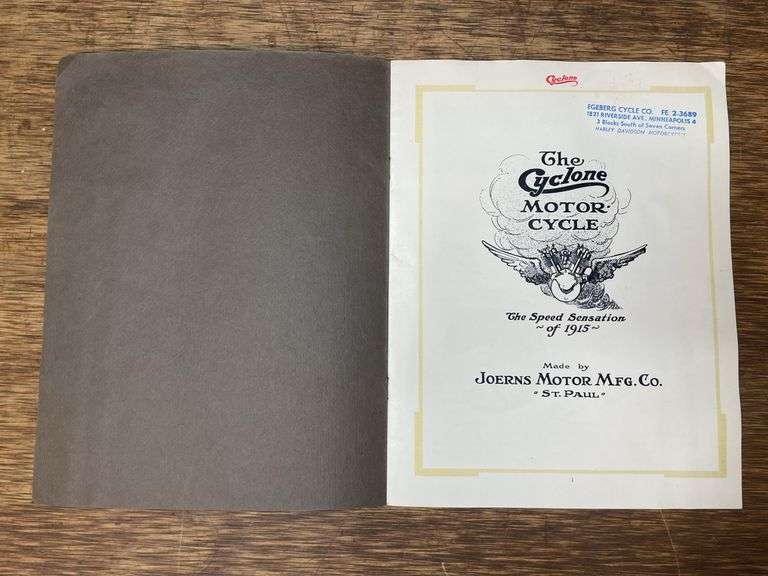 Cyclone
EGEBERG CYCLE CO. FE 2-3689
1821 RIVERSIDE AVE., MINNEAPOLIS 4
3 Blocks South of Seven Corners
HARLEY DAVIDSON MOTORCYCLES
The
Cyclone
MOTOR-
CYCLE
The Speed Sensation
~ of 1915 ~
Made by
JOERNS MOTOR MFG. CO.
"ST. PAUL"
1